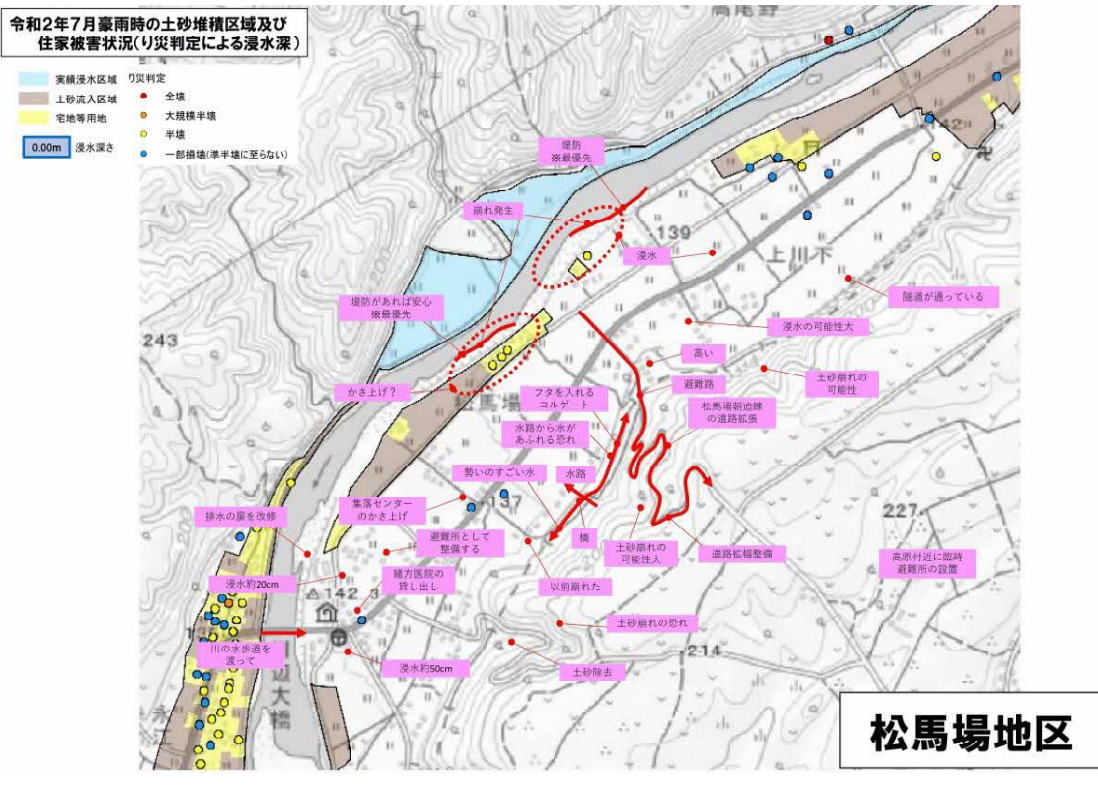 令和2年7月豪雨時の土砂堆積区域及び
住家被害状況(り災判定による浸水深)
実績浸水区域
土砂流入区域
宅地等用地
0.00m 浸水深さ
り災判定
全壊
大規模半壊
半壊
一部損壊(準半壊に至らない)
高尾野
142
堤防
※最優先
崩れ発生
139
浸水
上川下
隧道が通っている
堤防があれば安心
※最優先
浸水の可能性大
243
高い
かさ上げ?
馬場
フタを入れる
コルゲート
避難路
土砂崩れの
可能性
松馬場朝迫線
の道路拡張
水路から水が
あふれる恐れ
勢いのすごい水
水路
集落センター
のかさ上げ
137
排水の扉を改修
227
避難所として
整備する
橋
土砂崩れの
可能性人
道路拡幅整備
高原付近に臨時
避難所の設置
浸水約20cm
緒方医院の
貸し出し
以前崩れた
142.3
土砂崩れの恐れ
川の水歩道を
渡って
浸水約50cm
土砂除去
214
辺大橋
松馬場地区